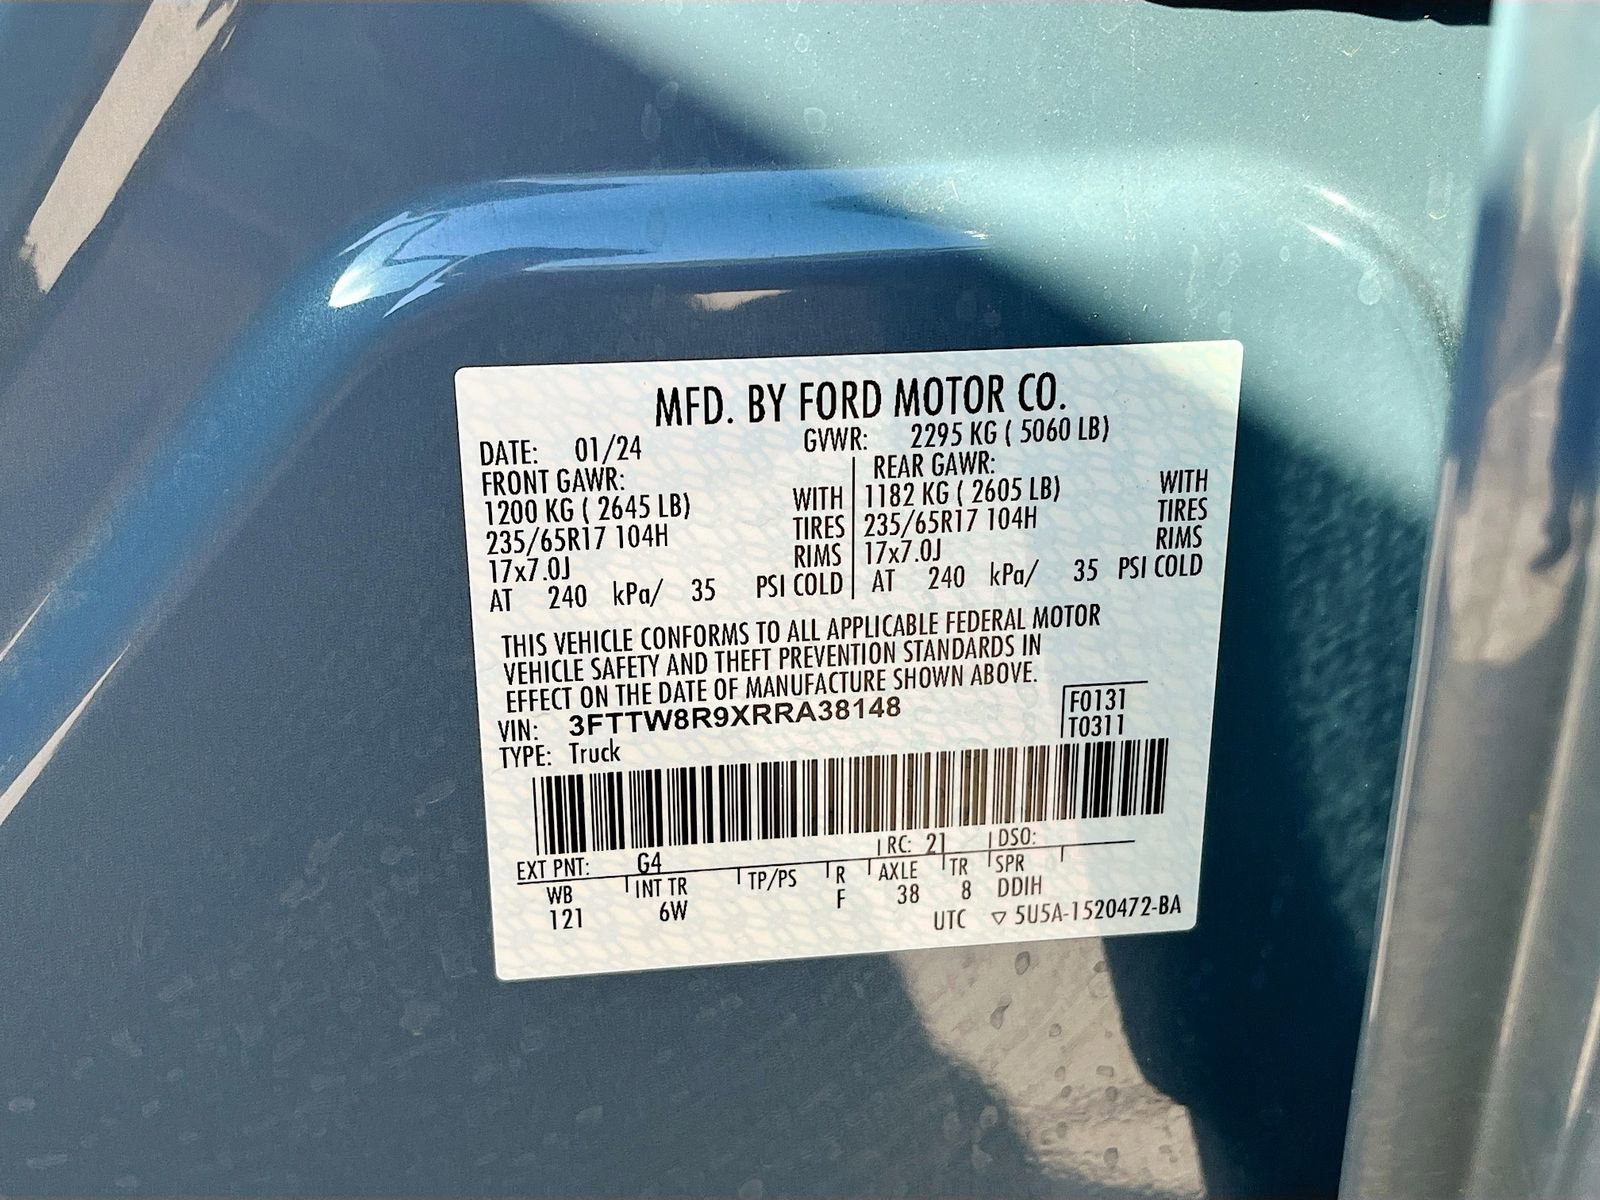 MFD. BY FORD MOTOR CO.
DATE: 01/24 GVWR: 2295 KG ( 5060 LB)
FRONT GAWR: REAR GAWR:
1200 KG ( 2645 LB) WITH 1182 KG ( 2605 LB) WITH
235/65R17 104H TIRES 235/65R17 104H TIRES
17x7.0J RIMS 17x7.0J RIMS
AT 240 kPa/ 35 PSI COLD AT 240 kPa/ 35 PSI COLD
THIS VEHICLE CONFORMS TO ALL APPLICABLE FEDERAL MOTOR
VEHICLE SAFETY AND THEFT PREVENTION STANDARDS IN
EFFECT ON THE DATE OF MANUFACTURE SHOWN ABOVE.
VIN: 3FTTW8R9XRRA38148 F0131
TYPE: Truck T0311
EXT PNT: G4 RC: 21 DSO:
WB INT TR TP/PS R AXLE TR SPR
121 6W F 38 8 DDIH
UTC ▽ 5U5A-1520472-BA